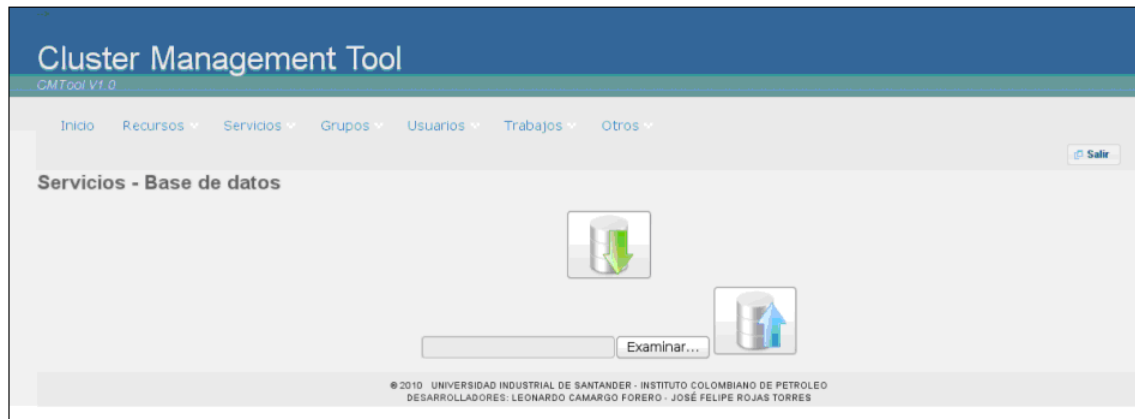 Cluster Management Tool
CMTool V1.0
Inicio Recursos Servicios Grupos Usuarios Trabajos Otros
Salir
Servicios - Base de datos
Examinar...
© 2010 UNIVERSIDAD INDUSTRIAL DE SANTANDER - INSTITUTO COLOMBIANO DE PETROLEO
DESARROLLADORES: LEONARDO CAMARGO FORERO - JOSÉ FELIPE ROJAS TORRES